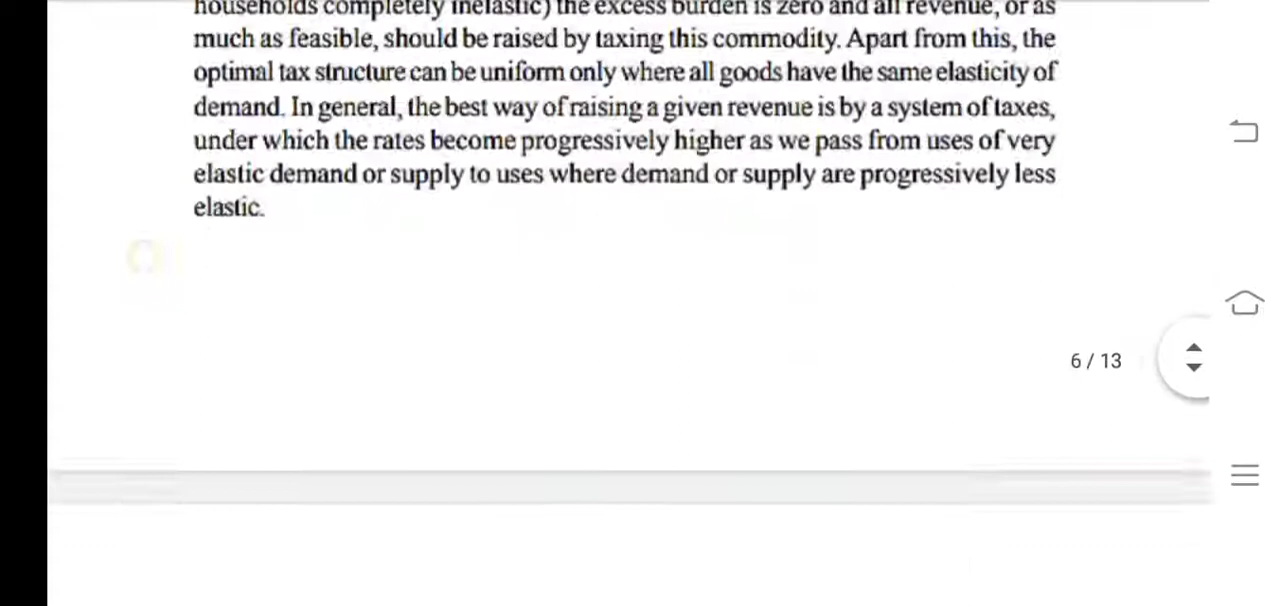 households completely inelastic) the excess burden is zero and all revenue, or as
much as feasible, should be raised by taxing this commodity. Apart from this, the
optimal tax structure can be uniform only where all goods have the same elasticity of
demand. In general, the best way of raising a given revenue is by a system of taxes,
under which the rates become progressively higher as we pass from uses of very
elastic demand or supply to uses where demand or supply are progressively less
elastic.
6 / 13